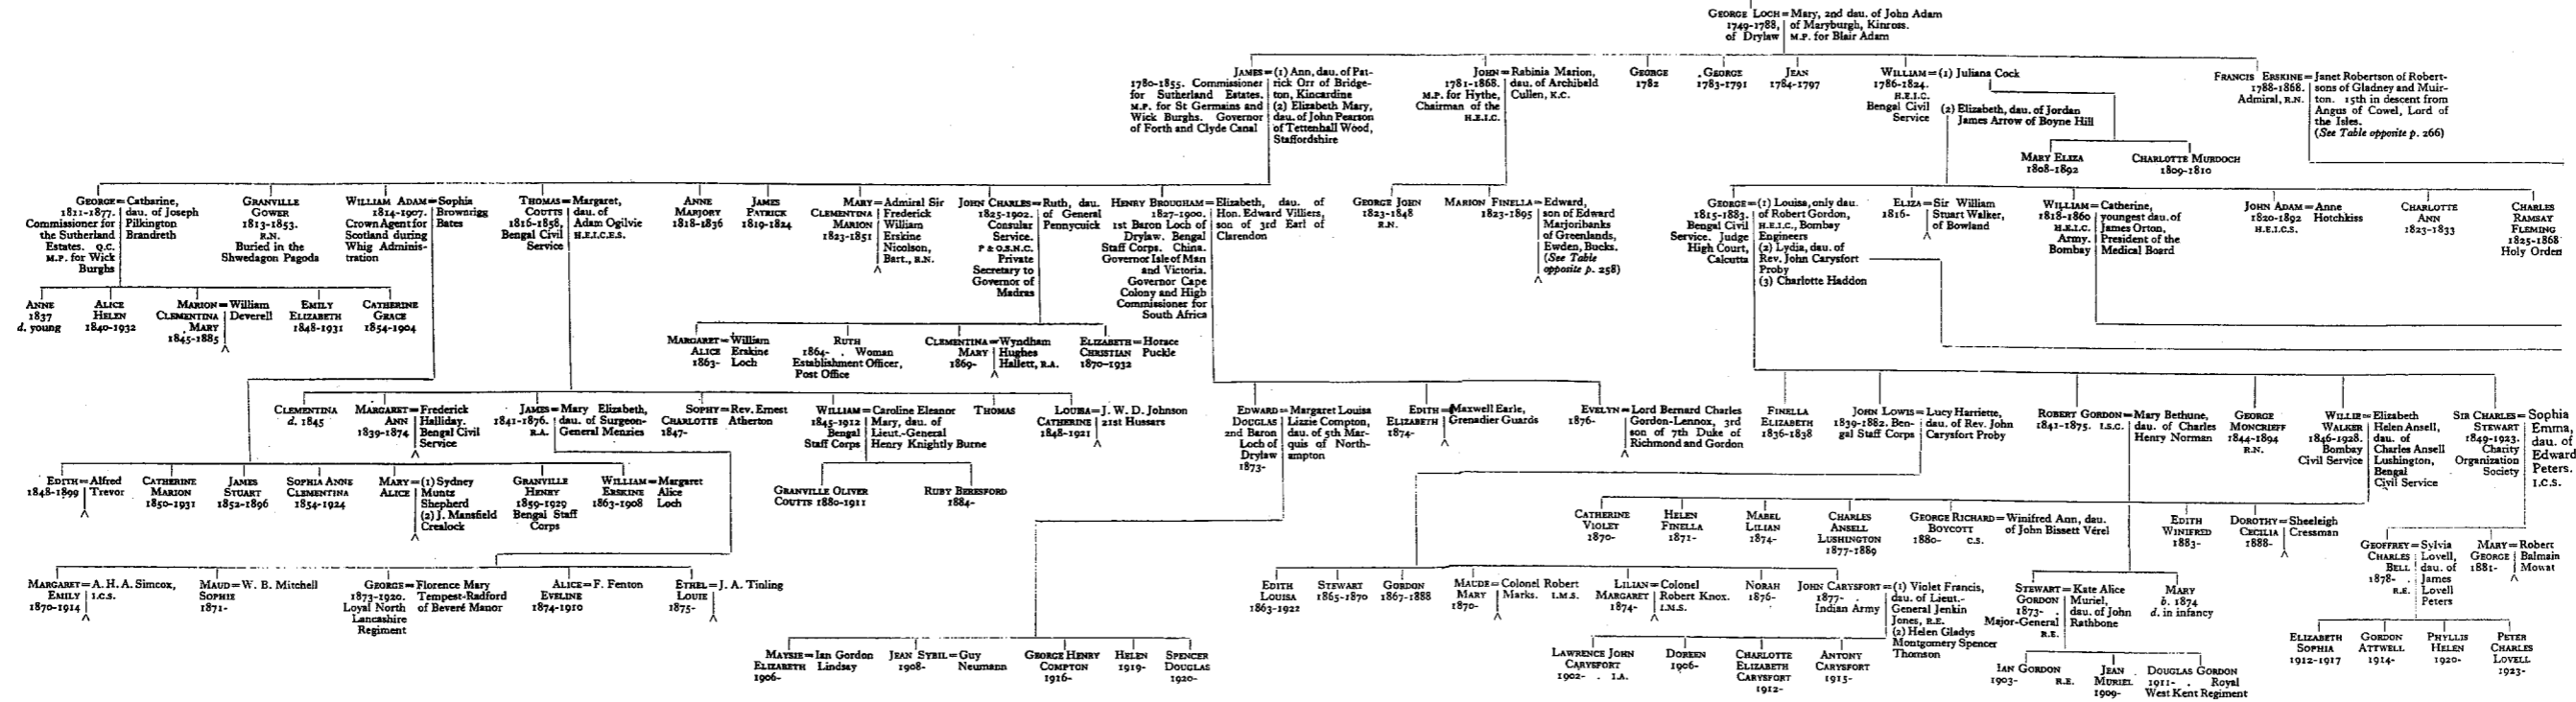 GEORGE LOCH = Mary, 2nd dau. of John Adam
1749-1788, of Maryburgh, Kinross.
of Drylaw M.P. for Blair Adam
JAMES = (1) Ann, dau. of Pat-
1780-1855. Commissioner rick Orr of Bridge-
for Sutherland Estates. ton, Kincardine
M.P. for St Germains and (2) Elizabeth Mary,
Wick Burghs. Governor dau. of John Pearson
of Forth and Clyde Canal of Tettenhall Wood,
Staffordshire
JOHN = Rabinia Marion,
1781-1868. dau. of Archibald
M.P. for Hythe, Cullen, K.C.
Chairman of the
H.E.I.C.
GEORGE
1782
GEORGE
1783-1791
JEAN
1784-1797
WILLIAM = (1) Juliana Cock
1786-1824.
H.E.I.C.
Bengal Civil (2) Elizabeth, dau. of Jordan
Service James Arrow of Boyne Hill
FRANCIS ERSKINE = Janet Robertson of Robert-
1788-1868. sons of Gladney and Muir-
Admiral, R.N. ton. 15th in descent from
Angus of Cowel, Lord of
the Isles.
(See Table opposite p. 266)
MARY ELIZA
1808-1892
CHARLOTTE MURDOCH
1809-1810
GEORGE = Catharine,
1811-1877. dau. of Joseph
Commissioner for Pilkington
the Sutherland Brandreth
Estates. Q.C.
M.P. for Wick
Burghs
GRANVILLE
GOWER
1813-1853.
R.N.
Buried in the
Shwedagon Pagoda
WILLIAM ADAM = Sophia
1814-1907. Brownrigg
Crown Agent for Bates
Scotland during
Whig Adminis-
tration
THOMAS = Margaret,
COUTTS dau. of
1816-1858, Adam Ogilvie
Bengal Civil H.E.I.C.E.S.
Service
ANNE
MARJORY
1818-1836
JAMES
PATRICK
1819-1824
MARY = Admiral Sir
CLEMENTINA Frederick
MARION William
1823-1851 Erskine
Nicolson,
Bart., R.N.
JOHN CHARLES = Ruth, dau.
1825-1902. of General
Consular Pennycuick
Service.
P & O.S.N.C.
Private
Secretary to
Governor of
Madras
HENRY BROUGHAM = Elizabeth, dau. of
1827-1900. Hon. Edward Villiers,
1st Baron Loch of son of 3rd Earl of
Drylaw. Bengal Clarendon
Staff Corps. China.
Governor Isle of Man
and Victoria.
Governor Cape
Colony and High
Commissioner for
South Africa
GEORGE JOHN
1823-1848
R.N.
MARION FINELLA = Edward,
1823-1895 son of Edward
Marjoribanks
of Greenlands,
Ewden, Bucks.
(See Table
opposite p. 258)
GEORGE = (1) Louisa, only dau.
1815-1883. of Robert Gordon,
Bengal Civil H.E.I.C., Bombay
Service. Judge Engineers
High Court, (2) Lydia, dau. of
Calcutta Rev. John Carysfort
Proby
(3) Charlotte Haddon
ELIZA = Sir William
1816- Stuart Walker,
of Bowland
WILLIAM = Catherine,
1818-1860 youngest dau. of
H.E.I.C. James Orton,
Army. President of the
Bombay Medical Board
JOHN ADAM = Anne
1820-1892 Hotchkiss
H.E.I.C.S.
CHARLOTTE
ANN
1823-1833
CHARLES
RAMSAY
FLEMING
1825-1868
Holy Orders
ANNE
1837
d. young
ALICE
HELEN
1840-1932
MARION = William
CLEMENTINA Deverell
MARY
1845-1885
EMILY
ELIZABETH
1848-1931
CATHERINE
GRACE
1854-1904
MARGARET = William
ALICE Erskine
1863- Loch
RUTH
1864- . Woman
Establishment Officer,
Post Office
CLEMENTINA = Wyndham
MARY Hughes
1869- Hallett, R.A.
ELIZABETH = Horace
CHRISTIAN Puckle
1870-1932
CLEMENTINA
d. 1845
MARGARET = Frederick
ANN Halliday.
1839-1874 Bengal Civil
Service
JAMES = Mary Elizabeth,
1841-1876. dau. of Surgeon-
R.A. General Menzies
SOPHY = Rev. Ernest
CHARLOTTE Atherton
1847-
WILLIAM = Caroline Eleanor
1845-1912 Mary, dau. of
Bengal Lieut.-General
Staff Corps Henry Knightly Burne
THOMAS
LOUISA = J. W. D. Johnson
CATHERINE 21st Hussars
1848-1921
EDWARD = Margaret Louisa
DOUGLAS Lizzie Compton,
2nd Baron dau. of 5th Mar-
Loch of quis of North-
Drylaw ampton
1873-
EDITH = Maxwell Earle,
ELIZABETH Grenadier Guards
1874-
EVELYN = Lord Bernard Charles
1876- Gordon-Lennox, 3rd
son of 7th Duke of
Richmond and Gordon
FINELLA
1836-1838
JOHN LOWIS = Lucy Harriette,
1839-1882. Ben- dau. of Rev. John
gal Staff Corps Carysfort Proby
ROBERT GORDON = Mary Bethune,
1841-1875. I.S.C. dau. of Charles
Henry Norman
GEORGE
MONCRIEFF
1844-1894
R.N.
WILLIE = Elizabeth
WALKER Helen Ansell,
1846-1928. dau. of
Bombay Charles Ansell
Civil Service Lushington,
Bengal
Civil Service
SIR CHARLES = Sophia
STEWART Emma,
1849-1923. dau. of
Charity Edward
Organization Peters.
Society I.C.S.
EDITH = Alfred
1848-1899 Trevor
CATHERINE
MARION
1850-1931
JAMES
STUART
1852-1896
SOPHIA ANNE
CLEMENTINA
1854-1924
MARY = (1) Sydney
ALICE Muntz
Shepherd
(2) J. Mansfield
Crealock
GRANVILLE
HENRY
1859-1929
Bengal Staff
Corps
WILLIAM = Margaret
ERSKINE Alice
1863-1908 Loch
GRANVILLE OLIVER
COUTTS 1880-1911
RUBY BERESFORD
1884-
CATHERINE
VIOLET
1870-
HELEN
FINELLA
1871-
MABEL
LILIAN
1874-
CHARLES
ANSELL
LUSHINGTON
1877-1889
GEORGE RICHARD = Winifred Ann, dau.
BOYCOTT of John Bissett Vérel
1880- C.S.
EDITH
WINIFRED
1883-
DOROTHY = Sheeleigh
CECILIA Cressman
1888-
GEOFFREY = Sylvia
CHARLES Lovell,
BELL dau. of
1878- . James
R.E. Lovell
Peters
MARY = Robert
GEORGE Balmain
1881- Mowat
MARGARET = A. H. A. Simcox,
EMILY I.C.S.
1870-1914
MAUD = W. B. Mitchell
SOPHIE
1871-
GEORGE = Florence Mary
1873-1920. Tempest-Radford
Loyal North of Beveré Manor
Lancashire
Regiment
ALICE = F. Fenton
EVELINE
1874-1910
ETHEL = J. A. Tinling
LOUIE
1875-
EDITH
LOUISA
1863-1922
STEWART
1865-1870
GORDON
1867-1888
MAUDE = Colonel Robert
MARY Marks. I.M.S.
1870-
LILIAN = Colonel
MARGARET Robert Knox.
1874- I.M.S.
NORAH
1876-
JOHN CARYSFORT = (1) Violet Francis,
1877- . dau. of Lieut.-
Indian Army General Jenkin
Jones, R.E.
(2) Helen Gladys
Montgomery Spencer
Thomson
STEWART = Kate Alice
GORDON Muriel,
1873- . dau. of John
Major-General Rathbone
R.E.
MARY
b. 1874
d. in infancy
MAYSIE = Ian Gordon
ELIZABETH Lindsay
1906-
JEAN SYBIL = Guy
1908- Neumann
GEORGE HENRY
COMPTON
1916-
HELEN
1919-
SPENCER
DOUGLAS
1920-
LAWRENCE JOHN
CARYSFORT
1902- . I.A.
DOREEN
1906-
CHARLOTTE
ELIZABETH
CARYSFORT
1912-
ANTONY
CARYSFORT
1915-
IAN GORDON
1903- R.E.
JEAN
MURIEL
1909-
DOUGLAS GORDON
1911- . Royal
West Kent Regiment
ELIZABETH
SOPHIA
1912-1917
GORDON
ATTWELL
1914-
PHYLLIS
HELEN
1920-
PETER
CHARLES
LOVELL
1923-